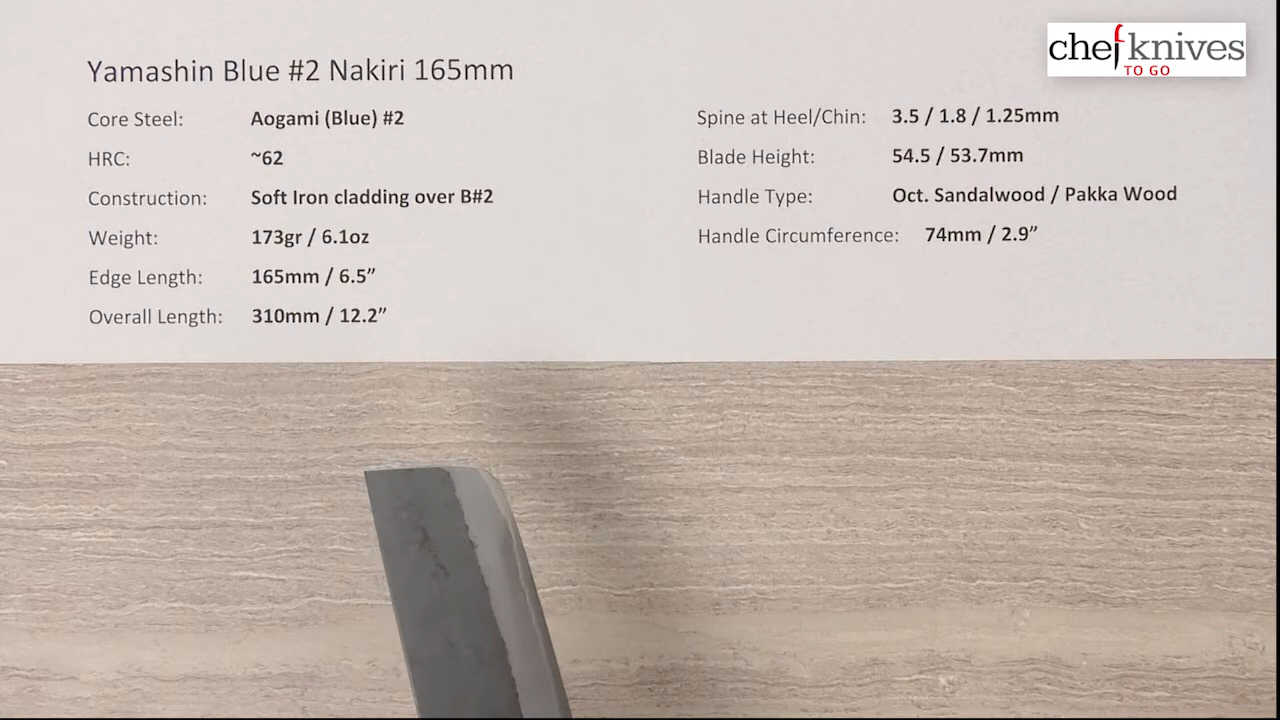 chefknives
TO GO
Yamashin Blue #2 Nakiri 165mm
Core Steel: Aogami (Blue) #2
HRC: ~62
Construction: Soft Iron cladding over B#2
Weight: 173gr / 6.1oz
Edge Length: 165mm / 6.5”
Overall Length: 310mm / 12.2”
Spine at Heel/Chin: 3.5 / 1.8 / 1.25mm
Blade Height: 54.5 / 53.7mm
Handle Type: Oct. Sandalwood / Pakka Wood
Handle Circumference: 74mm / 2.9”